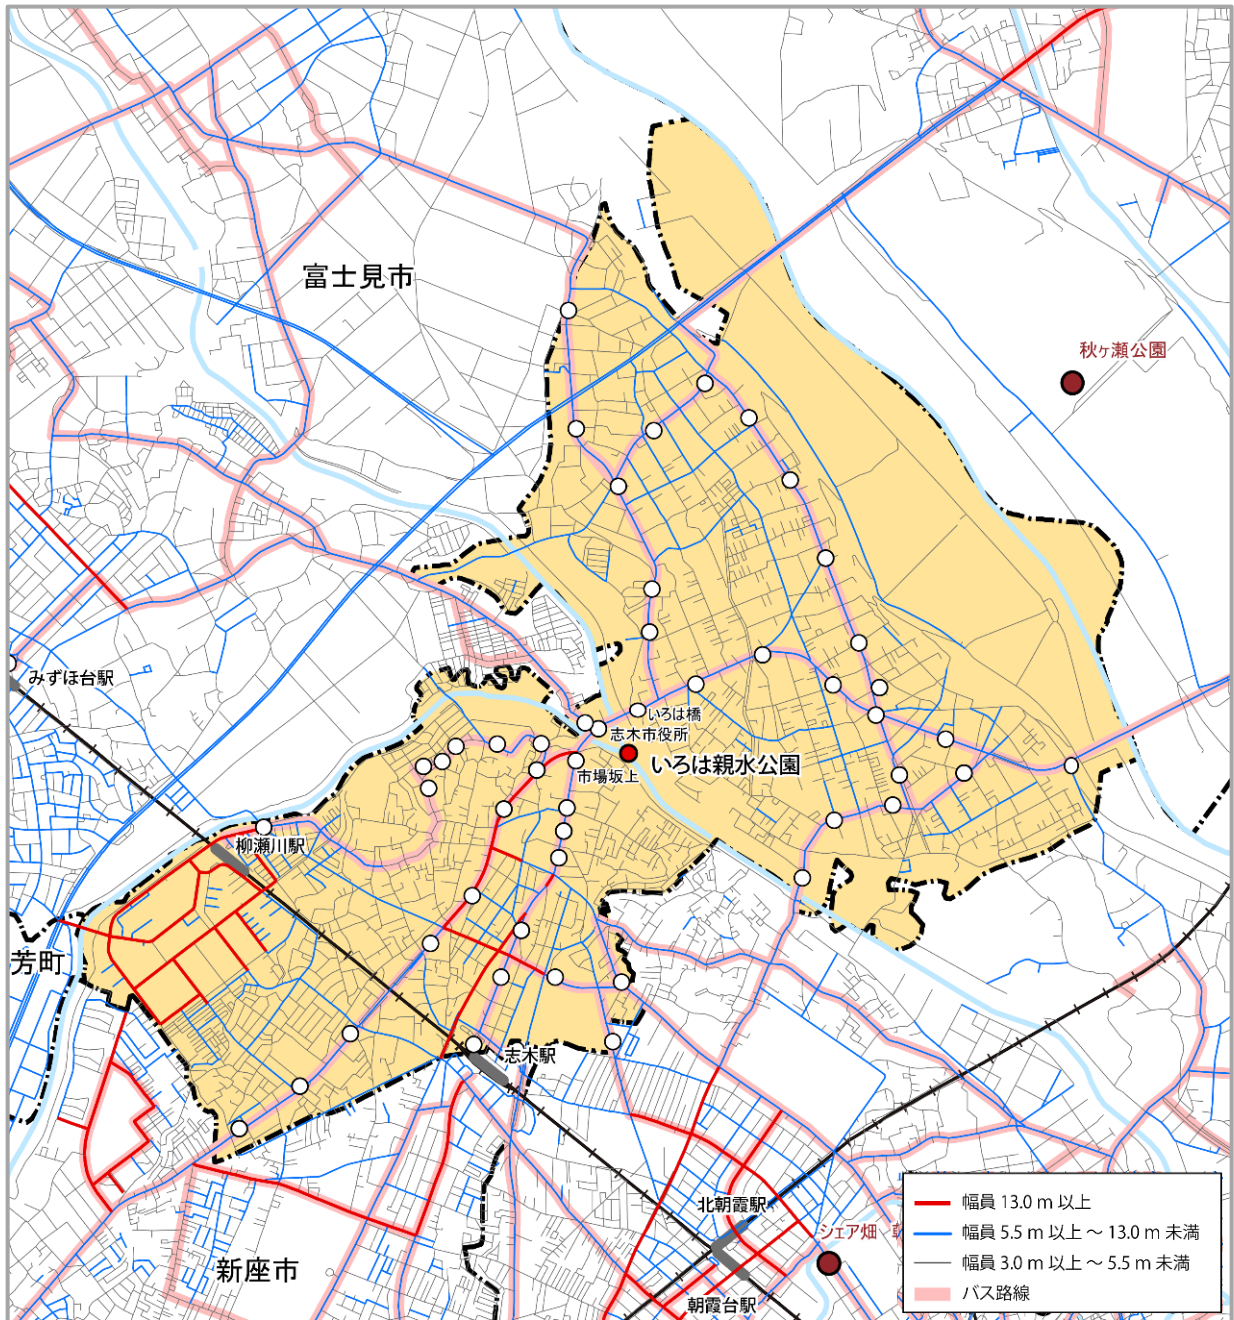 富士見市
秋ヶ瀬公園
みずほ台駅
いろは橋
志木市役所
いろは親水公園
市場坂上
柳瀬川駅
芳町
志木駅
北朝霞駅
シェア畑
新座市
朝霞台駅
幅員 13.0 m 以上
幅員 5.5 m 以上 ～ 13.0 m 未満
幅員 3.0 m 以上 ～ 5.5 m 未満
バス路線